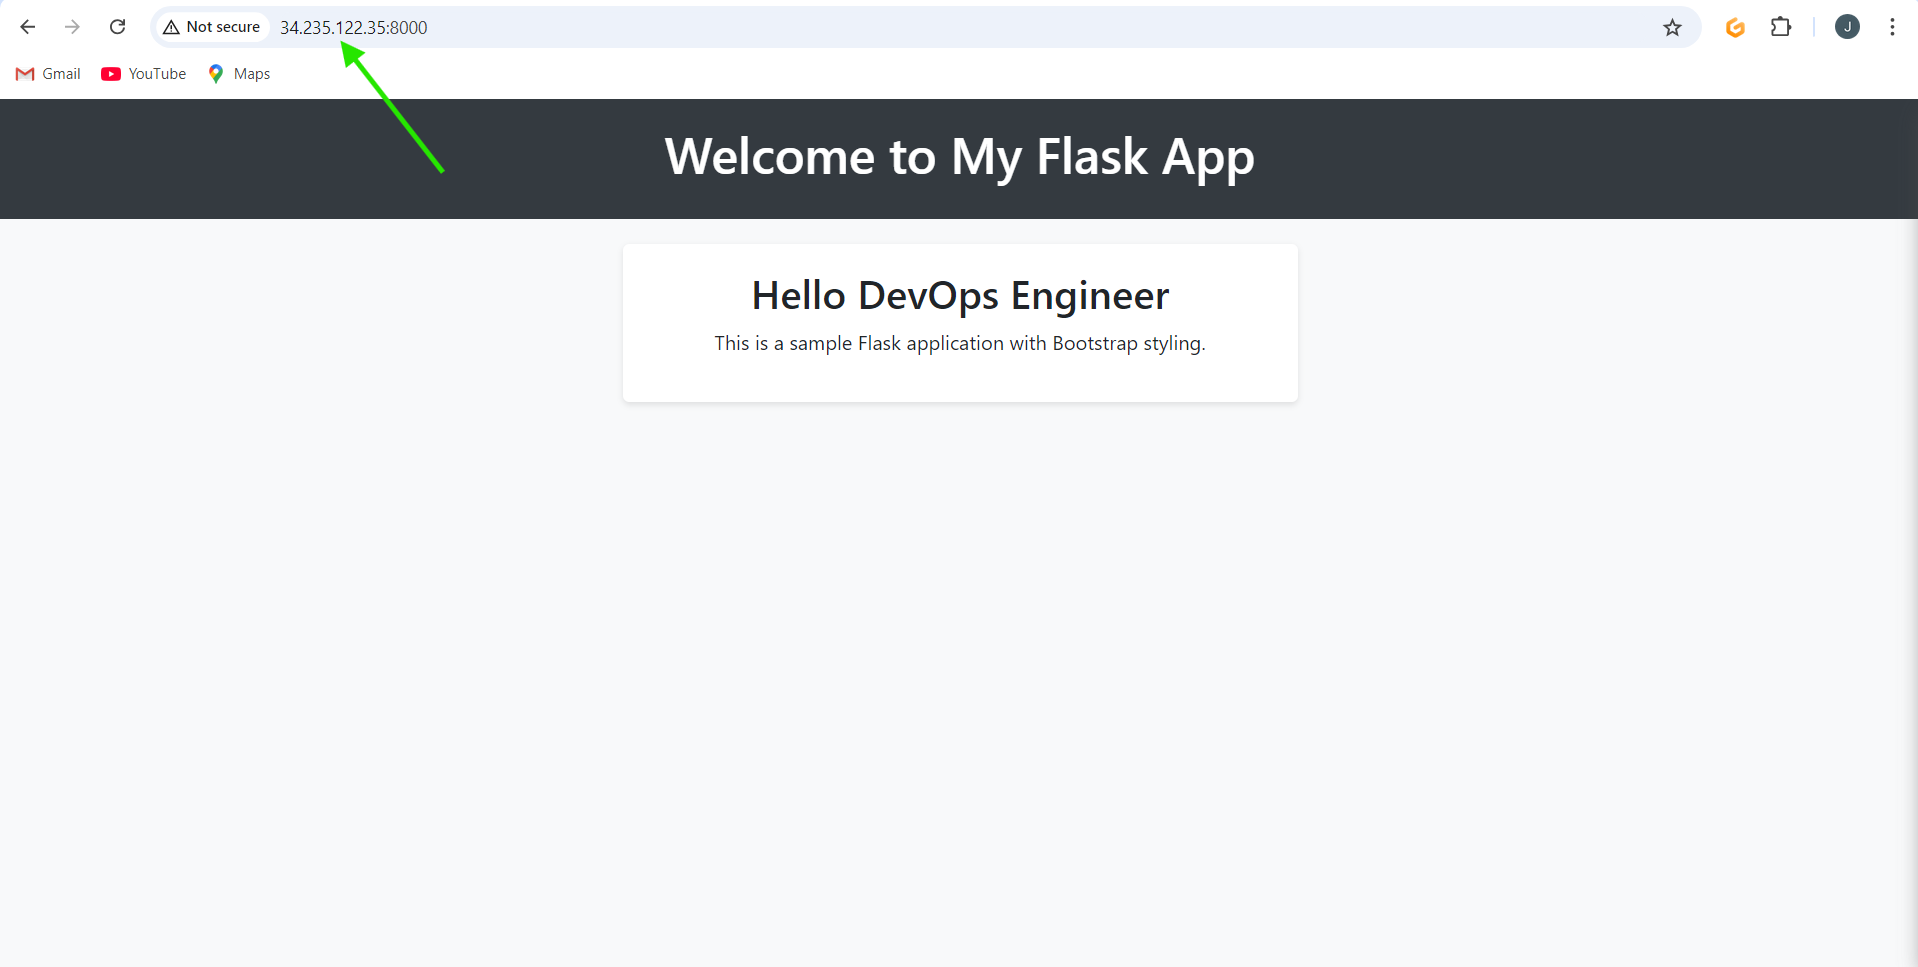 Not secure 34.235.122.35:8000
J
Gmail YouTube Maps
Welcome to My Flask App
Hello DevOps Engineer
This is a sample Flask application with Bootstrap styling.